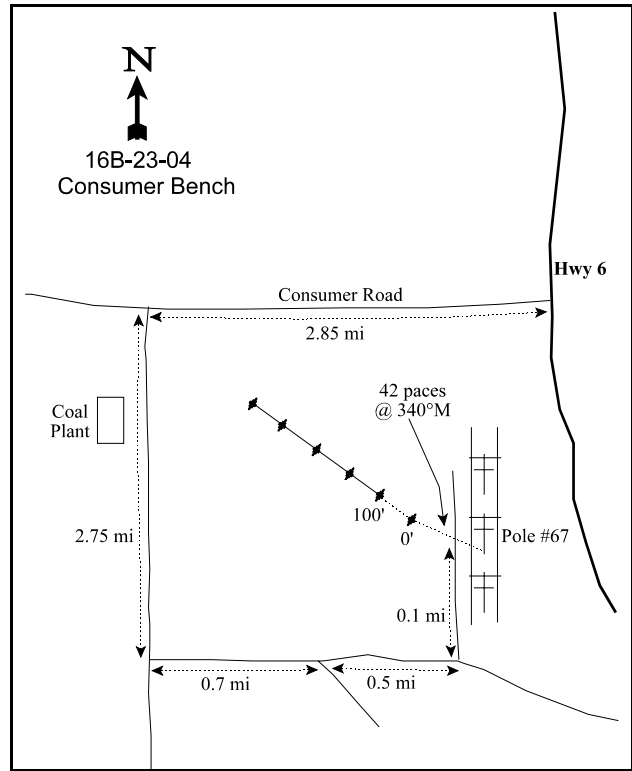 N
16B-23-04
Consumer Bench
Hwy 6
Consumer Road
2.85 mi
42 paces
@ 340°M
Coal
Plant
100'
0'
Pole #67
2.75 mi
0.1 mi
0.7 mi
0.5 mi